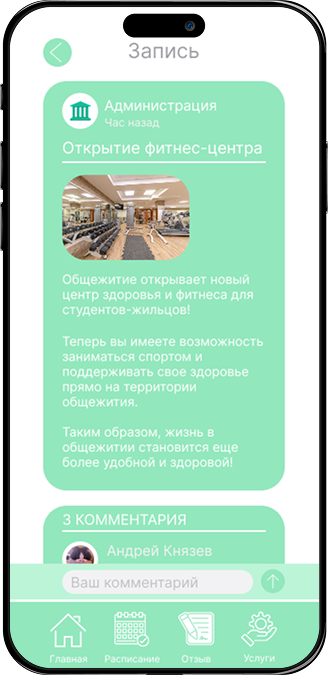 Запись
Администрация
Час назад
Открытие фитнес-центра
Общежитие открывает новый
центр здоровья и фитнеса для
студентов-жильцов!
Теперь вы имеете возможность
заниматься спортом и
поддерживать свое здоровье
прямо на территории
общежития.
Таким образом, жизнь в
общежитии становится еще
более удобной и здоровой!
3 КОММЕНТАРИЯ
Андрей Князев
Ваш комментарий
Главная
Расписание
Отзыв
Услуги